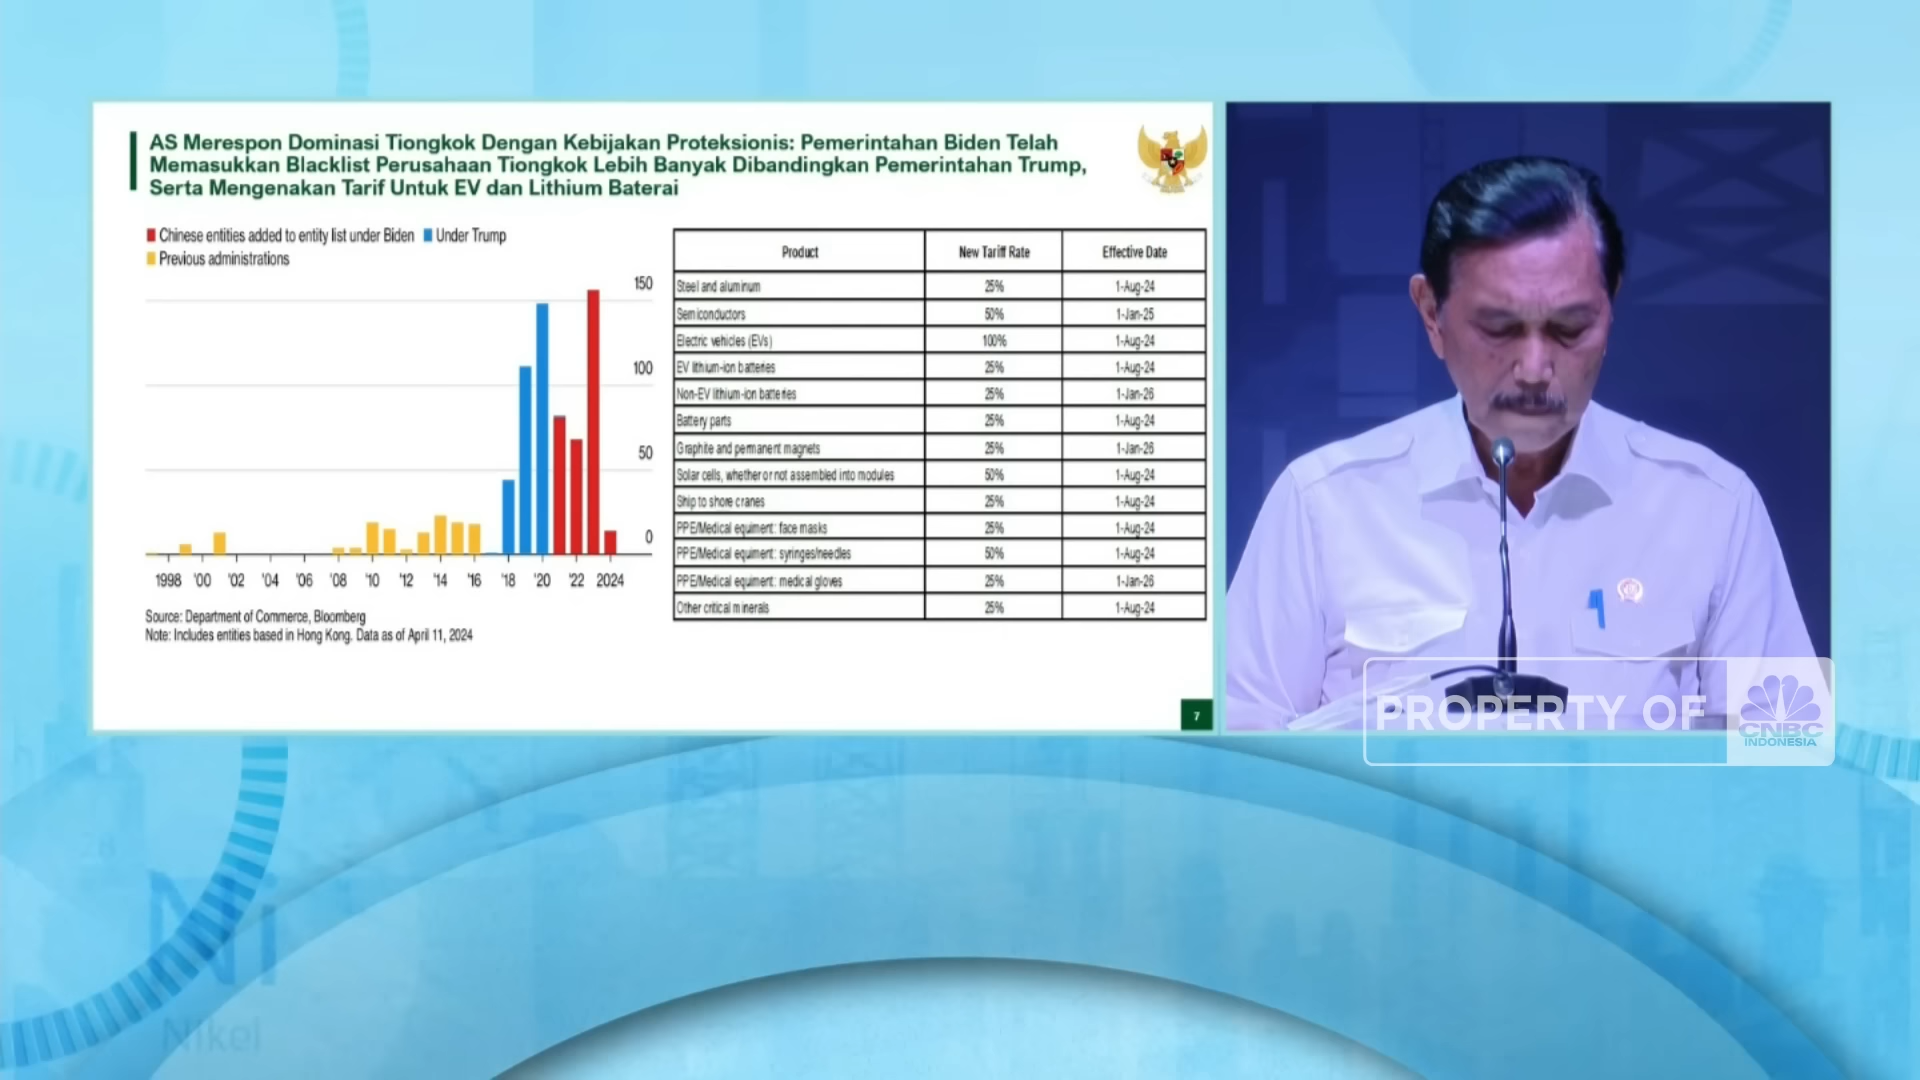 AS Merespon Dominasi Tiongkok Dengan Kebijakan Proteksionis: Pemerintahan Biden Telah
Memasukkan Blacklist Perusahaan Tiongkok Lebih Banyak Dibandingkan Pemerintahan Trump,
Serta Mengenakan Tarif Untuk EV dan Lithium Baterai
Chinese entities added to entity list under Biden Under Trump
Previous administrations
150
100
50
0
1998 '00 '02 '04 '06 '08 '10 '12 '14 '16 '18 '20 '22 2024
Source: Department of Commerce, Bloomberg
Note: Includes entities based in Hong Kong. Data as of April 11, 2024
Product New Tariff Rate Effective Date
Steel and aluminum 25% 1-Aug-24
Semiconductors 50% 1-Jan-25
Electric vehicles (EVs) 100% 1-Aug-24
EV lithium-ion batteries 25% 1-Aug-24
Non-EV lithium-ion batteries 25% 1-Jan-26
Battery parts 25% 1-Aug-24
Graphite and permanent magnets 25% 1-Jan-26
Solar cells, whether or not assembled into modules 50% 1-Aug-24
Ship to shore cranes 25% 1-Aug-24
PPE/Medical equiment: face masks 25% 1-Aug-24
PPE/Medical equiment: syringes/needles 50% 1-Aug-24
PPE/Medical equiment: medical gloves 25% 1-Jan-26
Other critical minerals 25% 1-Aug-24
7
PROPERTY OF
CNBC
INDONESIA
Ni
Nikel